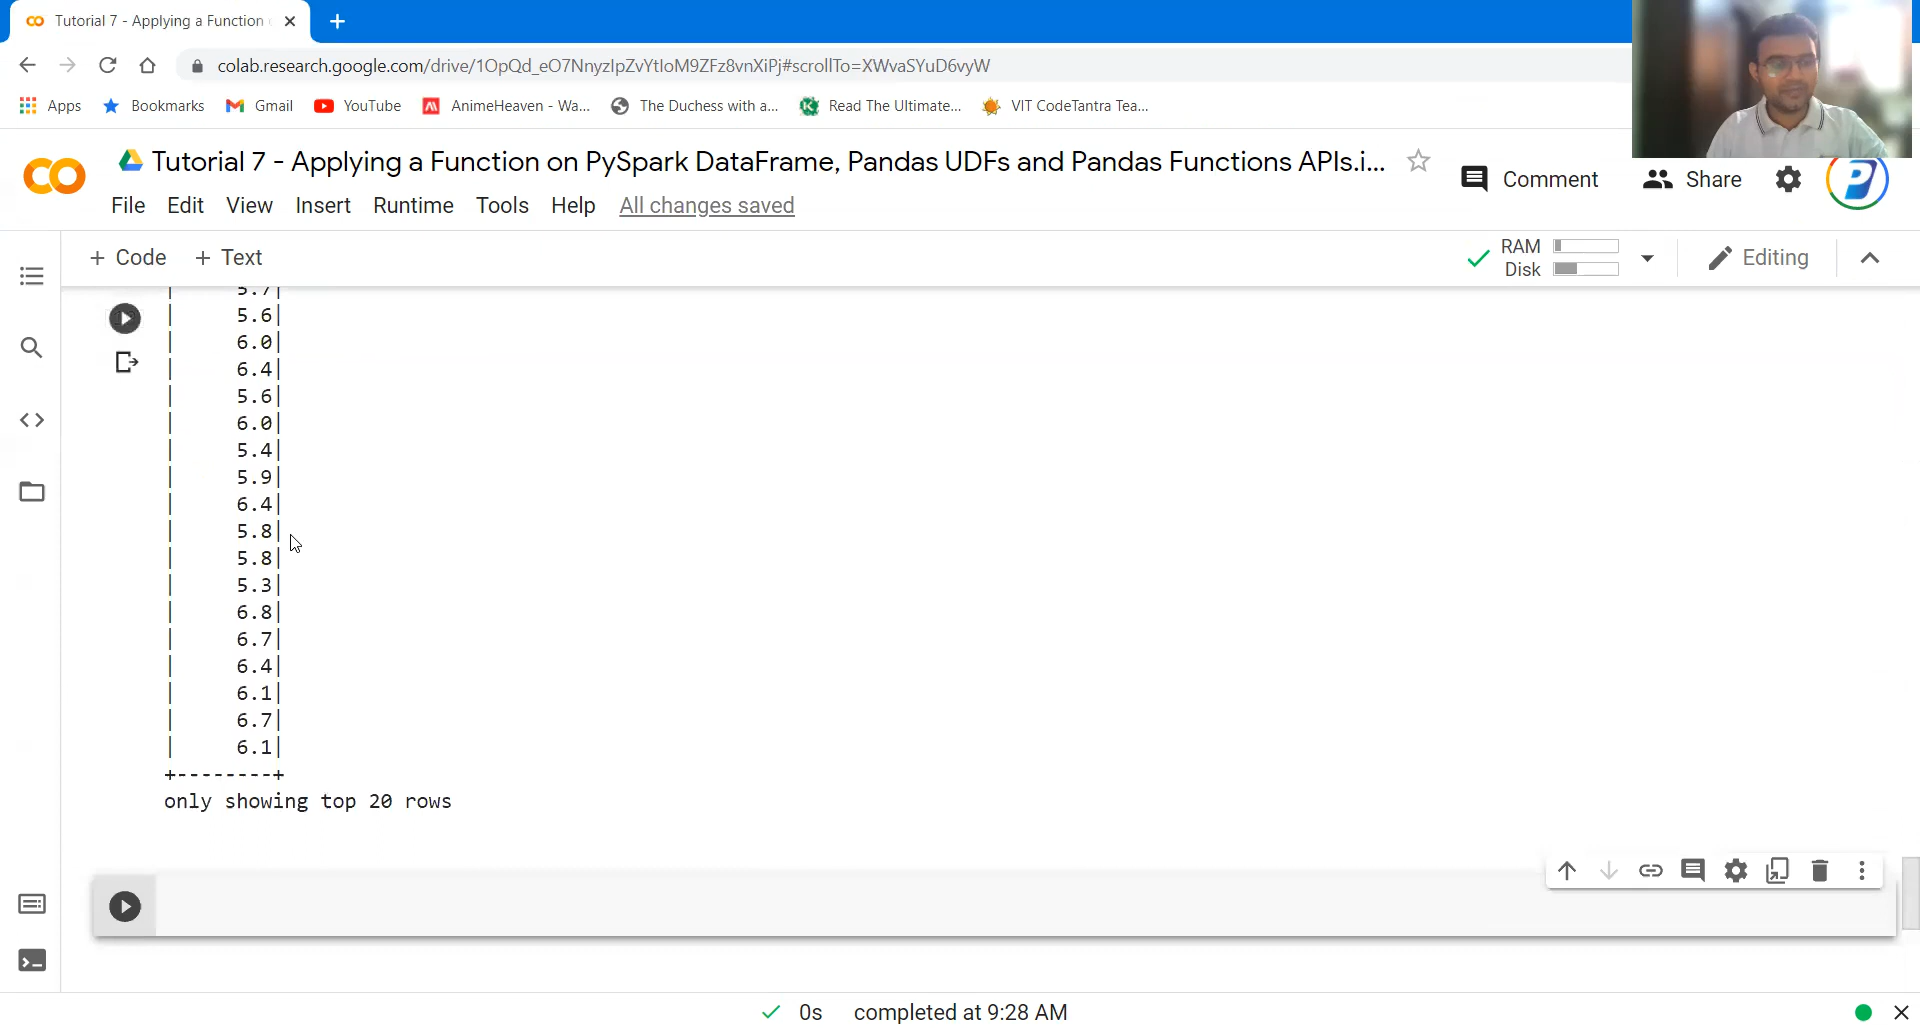 Tutorial 7 - Applying a Function
colab.research.google.com/drive/1OpQd_eO7NnyzIpZvYtIoM9ZFz8vnXiPj#scrollTo=XWvaSYuD6vyW
Apps Bookmarks Gmail YouTube AnimeHeaven - Wa... The Duchess with a... Read The Ultimate... VIT CodeTantra Tea...
Tutorial 7 - Applying a Function on PySpark DataFrame, Pandas UDFs and Pandas Functions APIs.i...
Comment Share
File Edit View Insert Runtime Tools Help All changes saved
+ Code + Text
RAM
Disk
Editing
| 5.7|
| 5.6|
| 6.0|
| 6.4|
| 5.6|
| 6.0|
| 5.4|
| 5.9|
| 6.4|
| 5.8|
| 5.8|
| 5.3|
| 6.8|
| 6.7|
| 6.4|
| 6.1|
| 6.7|
| 6.1|
+--------+
only showing top 20 rows
0s completed at 9:28 AM